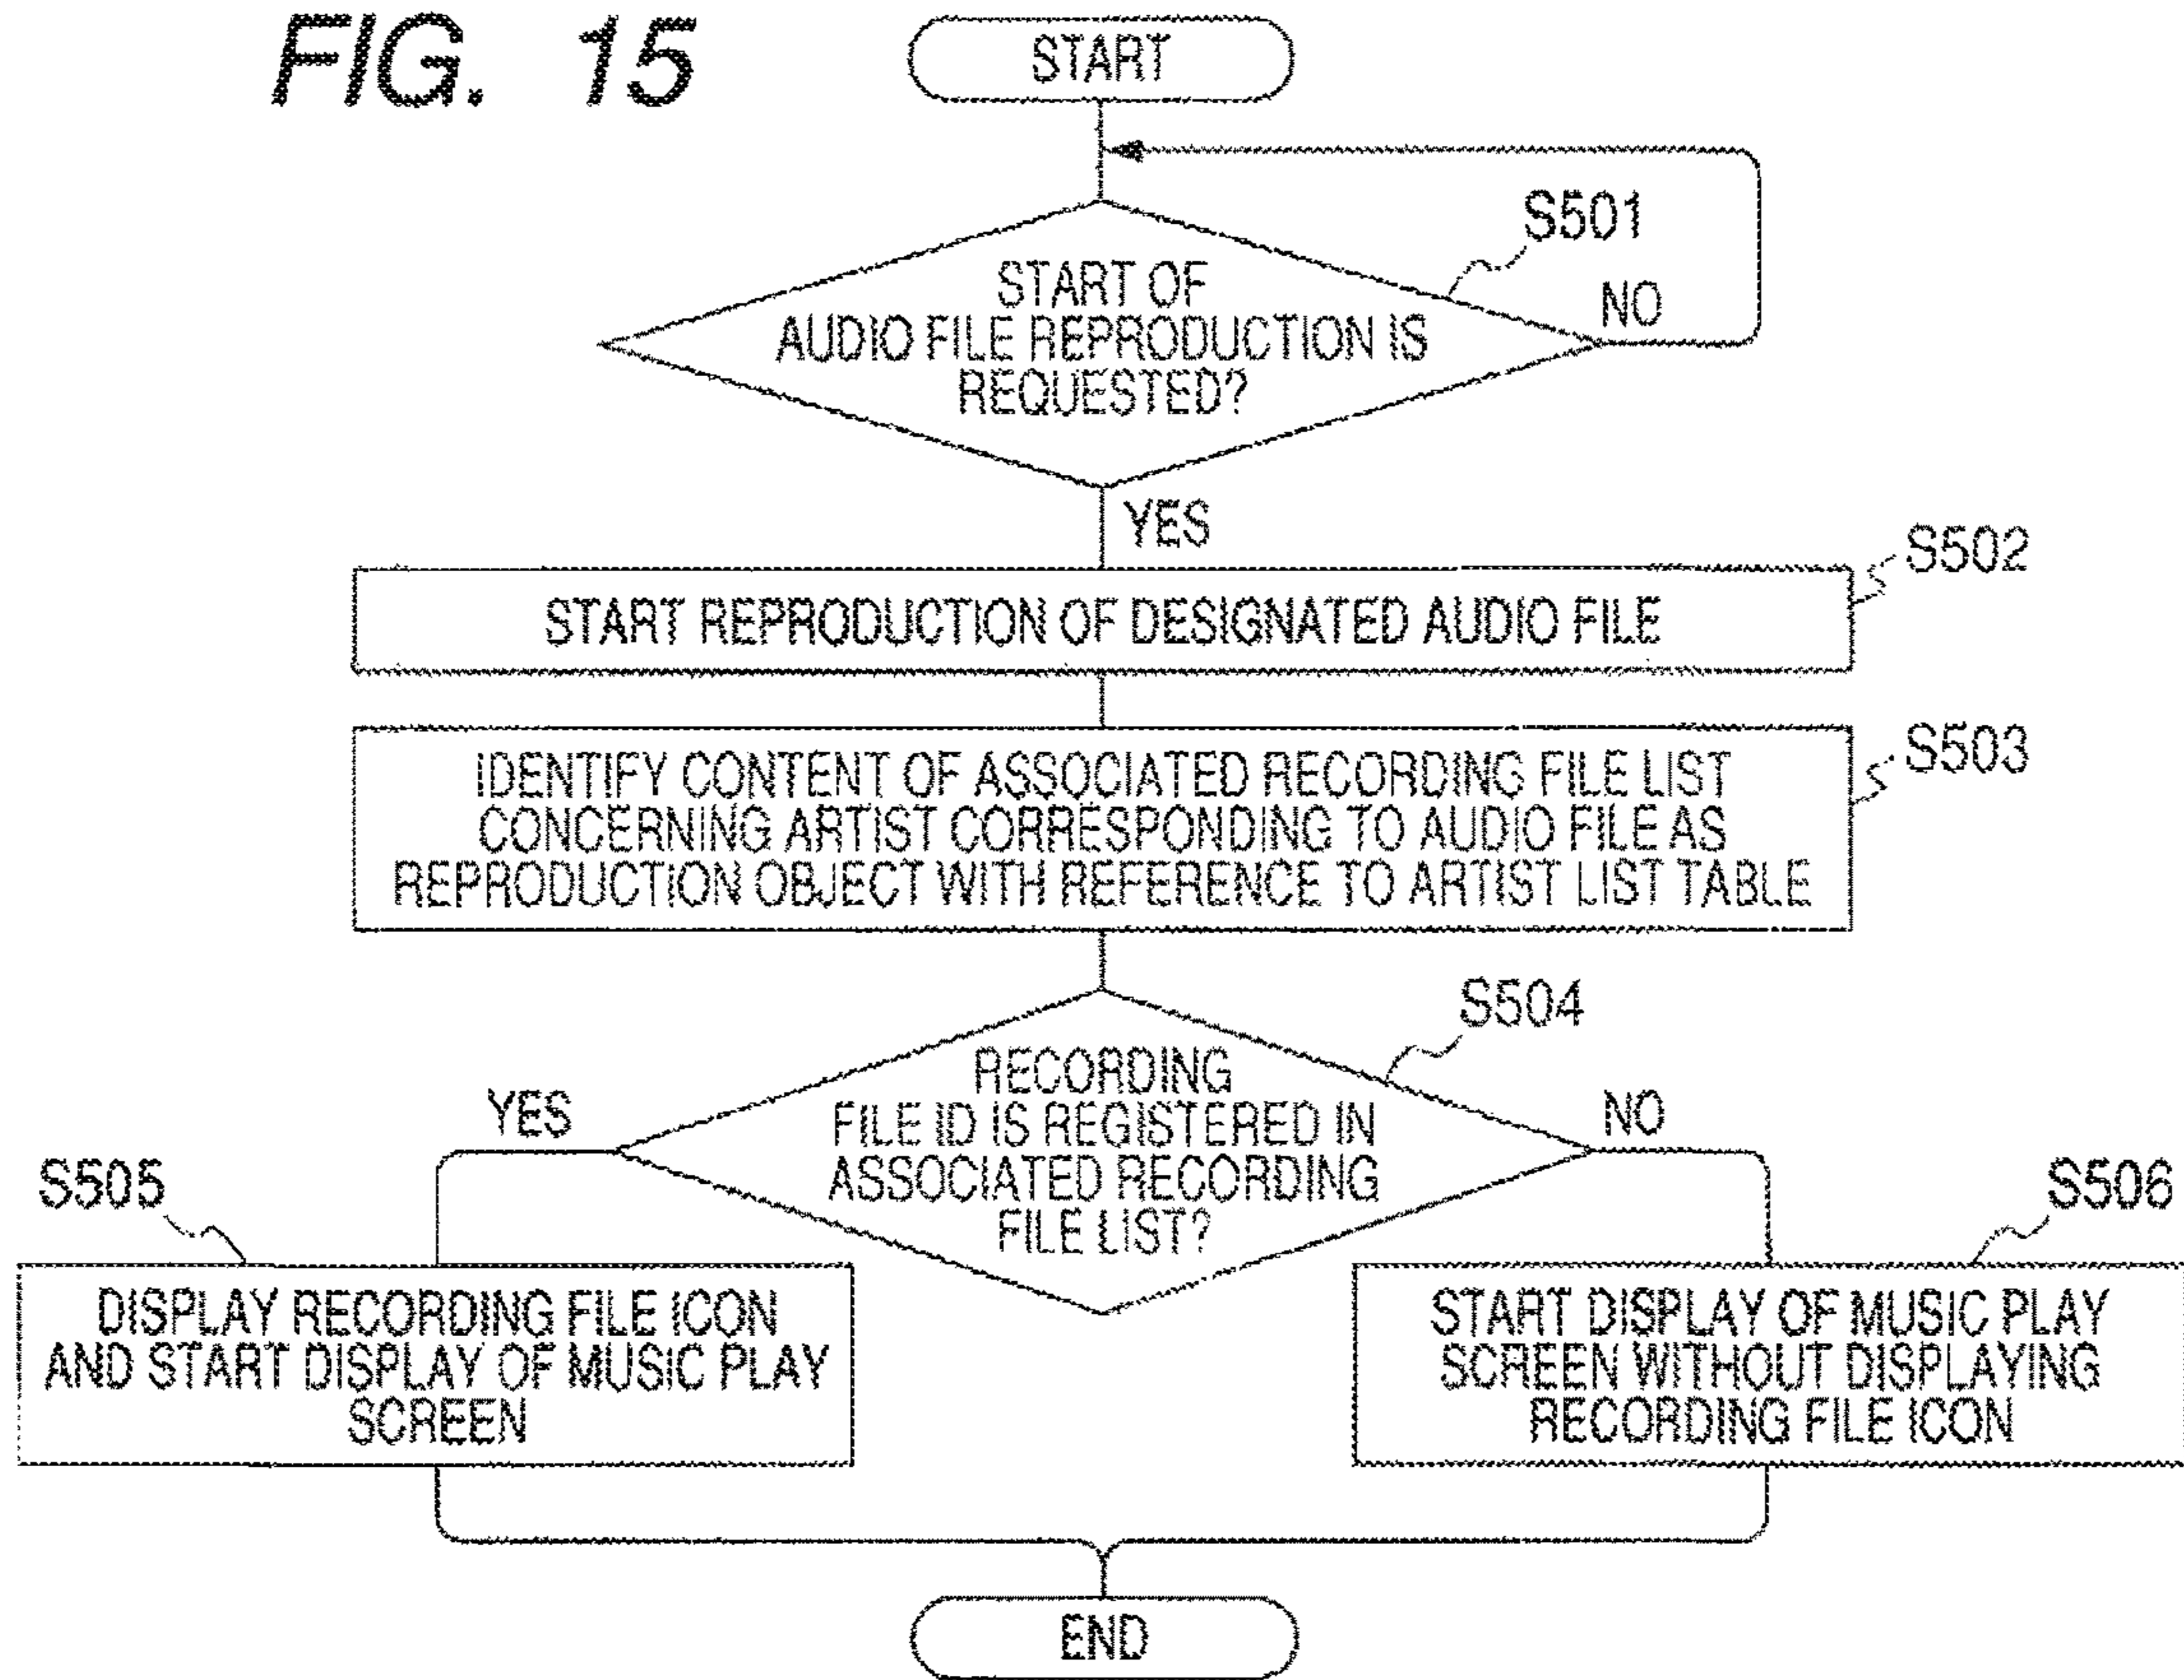 FIG. 15
START
S501
START OF
AUDIO FILE REPRODUCTION IS
REQUESTED?
NO
YES
S502
START REPRODUCTION OF DESIGNATED AUDIO FILE
S503
IDENTIFY CONTENT OF ASSOCIATED RECORDING FILE LIST
CONCERNING ARTIST CORRESPONDING TO AUDIO FILE AS
REPRODUCTION OBJECT WITH REFERENCE TO ARTIST LIST TABLE
S504
RECORDING
FILE ID IS REGISTERED IN
ASSOCIATED RECORDING
FILE LIST?
YES
NO
S505
DISPLAY RECORDING FILE ICON
AND START DISPLAY OF MUSIC PLAY
SCREEN
S506
START DISPLAY OF MUSIC PLAY
SCREEN WITHOUT DISPLAYING
RECORDING FILE ICON
END